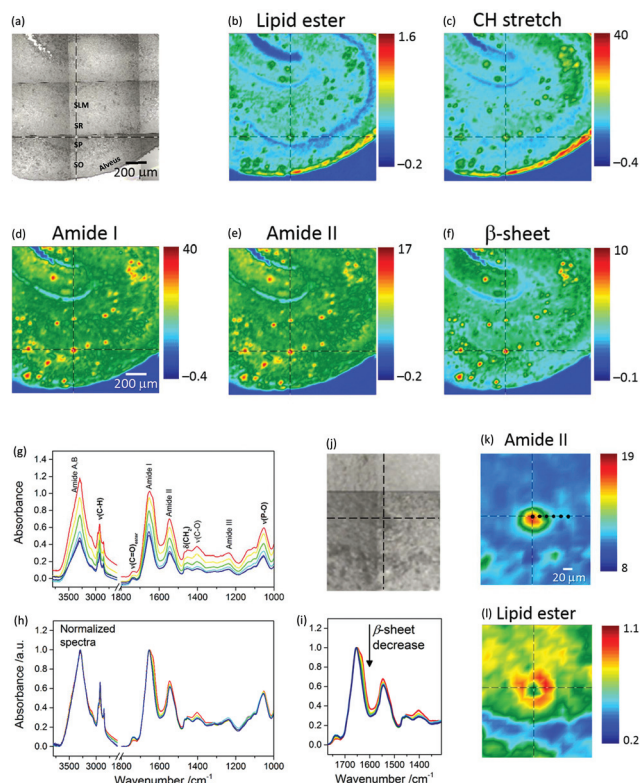 (a)
SLM
SR
SP
SO
Alveus
200 µm
(b)
Lipid ester
1.6
−0.2
(c)
CH stretch
40
−0.4
(d)
Amide I
200 µm
40
−0.4
(e)
Amide II
17
−0.2
(f)
β-sheet
10
−0.1
(g)
Absorbance
1.4
1.2
1.0
0.8
0.6
0.4
0.2
0.0
Amide A,B
ν(C-H)
ν(C=O)ester
Amide I
Amide II
δ(CH2)
ν(C-O)
Amide III
ν(P-O)
3500 3000 1800 1600 1400 1200 1000
(h)
Normalized
spectra
Absorbance /a.u.
1.0
0.8
0.6
0.4
0.2
0.0
3500 3000 1800 1600 1400 1200 1000
Wavenumber /cm⁻¹
(i)
β-sheet
decrease
1.0
0.8
0.6
0.4
0.2
0.0
1700 1600 1500 1400
Wavenumber /cm⁻¹
(j)
(k)
Amide II
20 µm
19
8
(l)
Lipid ester
1.1
0.2